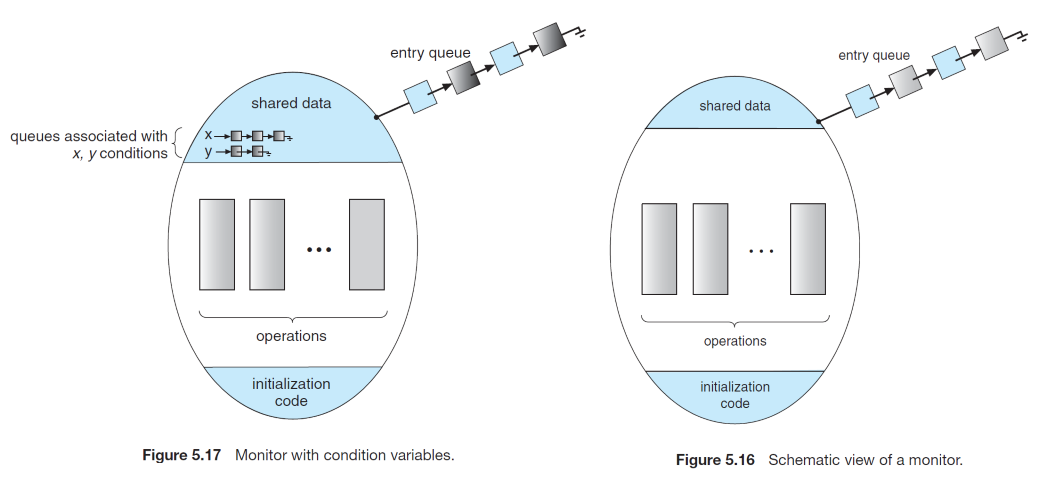 entry queue
shared data
queues associated with
x, y conditions
x
y
...
operations
initialization
code
Figure 5.17 Monitor with condition variables.
entry queue
shared data
...
operations
initialization
code
Figure 5.16 Schematic view of a monitor.